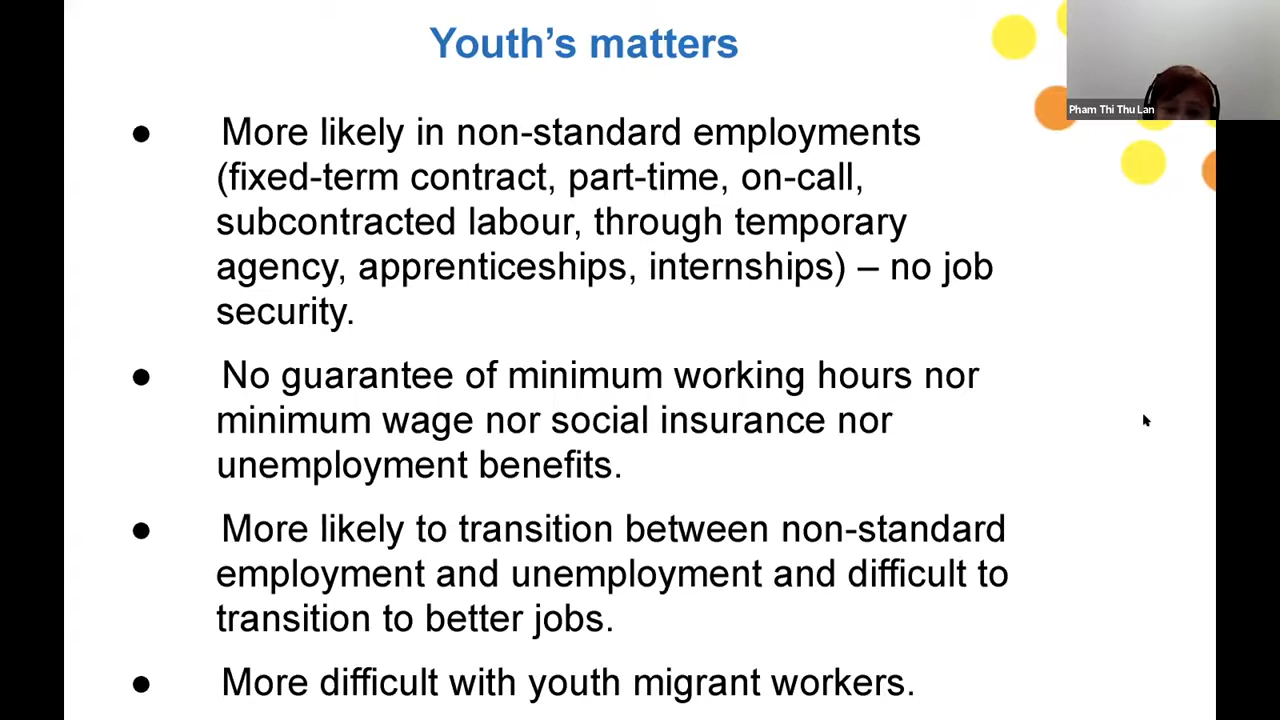 Youth's matters
Pham Thi Thu Lan
● More likely in non-standard employments
(fixed-term contract, part-time, on-call,
subcontracted labour, through temporary
agency, apprenticeships, internships) – no job
security.
● No guarantee of minimum working hours nor
minimum wage nor social insurance nor
unemployment benefits.
● More likely to transition between non-standard
employment and unemployment and difficult to
transition to better jobs.
● More difficult with youth migrant workers.